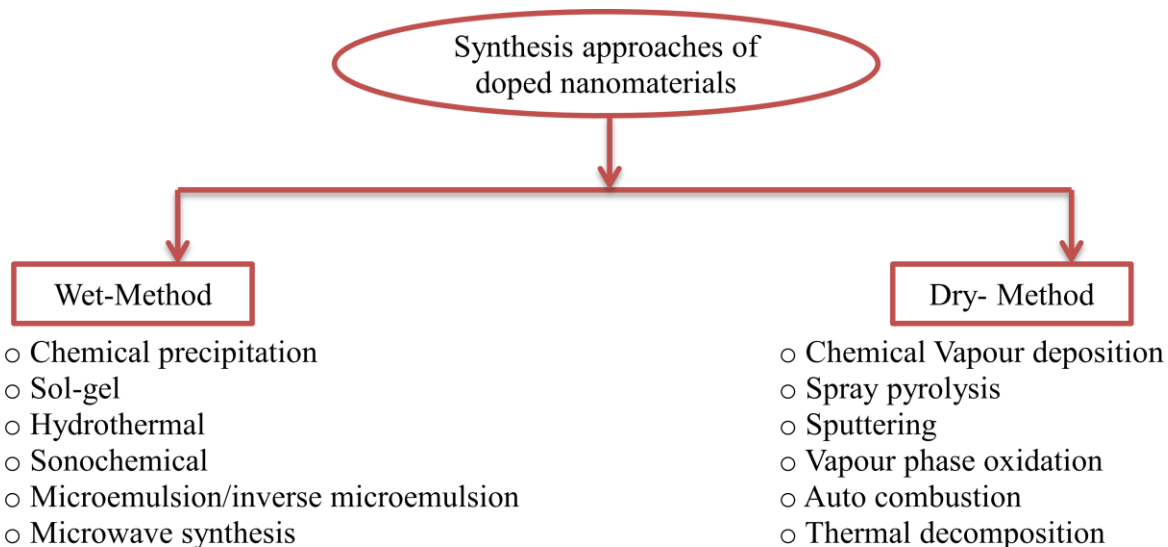 Synthesis approaches of
doped nanomaterials
Wet-Method
○ Chemical precipitation
○ Sol-gel
○ Hydrothermal
○ Sonochemical
○ Microemulsion/inverse microemulsion
○ Microwave synthesis
Dry- Method
○ Chemical Vapour deposition
○ Spray pyrolysis
○ Sputtering
○ Vapour phase oxidation
○ Auto combustion
○ Thermal decomposition